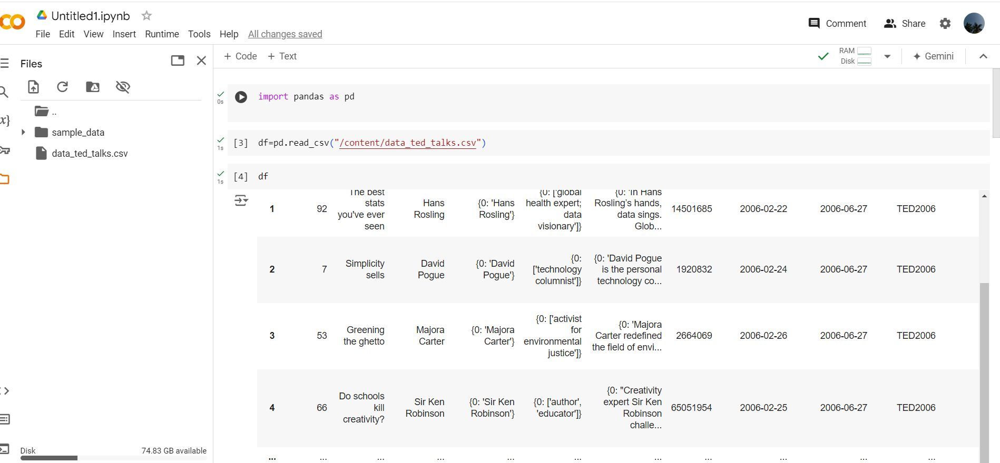 Untitled1.ipynb
File Edit View Insert Runtime Tools Help All changes saved
Comment Share
Files
+ Code + Text
RAM
Disk
Gemini
..
sample_data
data_ted_talks.csv
Disk 74.83 GB available
0s
import pandas as pd
1s
[3] df=pd.read_csv("/content/data_ted_talks.csv")
1s
[4] df
1 92 The best stats you've ever seen Hans Rosling {0: 'Hans Rosling'} {0: ['global health expert; data visionary']} {0: 'In Hans Rosling’s hands, data sings. Glob... 14501685 2006-02-22 2006-06-27 TED2006
2 7 Simplicity sells David Pogue {0: 'David Pogue'} {0: ['technology columnist']} {0: 'David Pogue is the personal technology co... 1920832 2006-02-24 2006-06-27 TED2006
3 53 Greening the ghetto Majora Carter {0: 'Majora Carter'} {0: ['activist for environmental justice']} {0: 'Majora Carter redefined the field of envi... 2664069 2006-02-26 2006-06-27 TED2006
4 66 Do schools kill creativity? Sir Ken Robinson {0: 'Sir Ken Robinson'} {0: ['author', 'educator']} {0: "Creativity expert Sir Ken Robinson challe... 65051954 2006-02-25 2006-06-27 TED2006
... ... ... ... ... ... ... ... ... ... ...